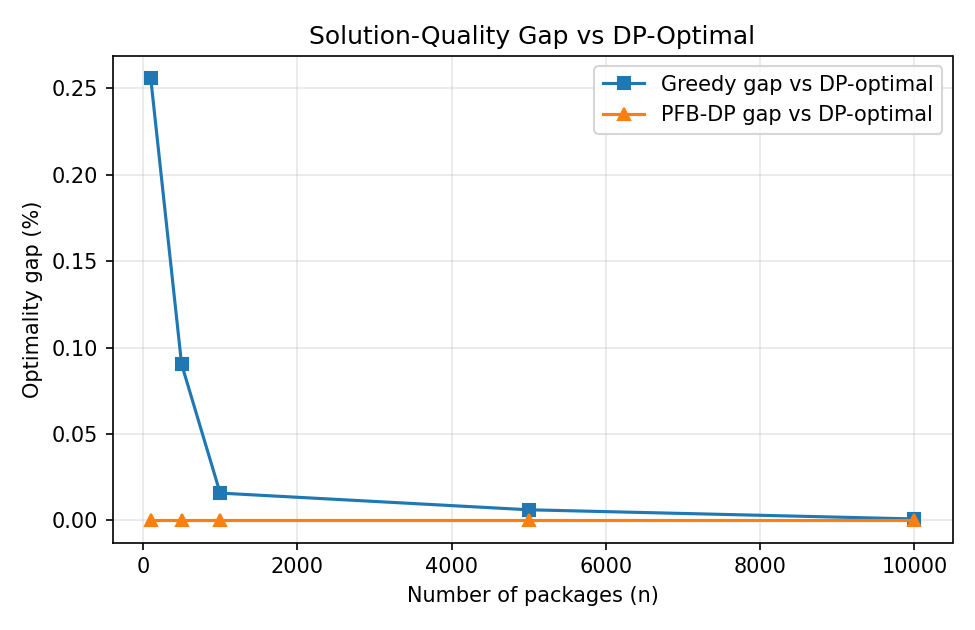 Solution-Quality Gap vs DP-Optimal
Greedy gap vs DP-optimal
PFB-DP gap vs DP-optimal
Optimality gap (%)
0.25
0.20
0.15
0.10
0.05
0.00
0 2000 4000 6000 8000 10000
Number of packages (n)